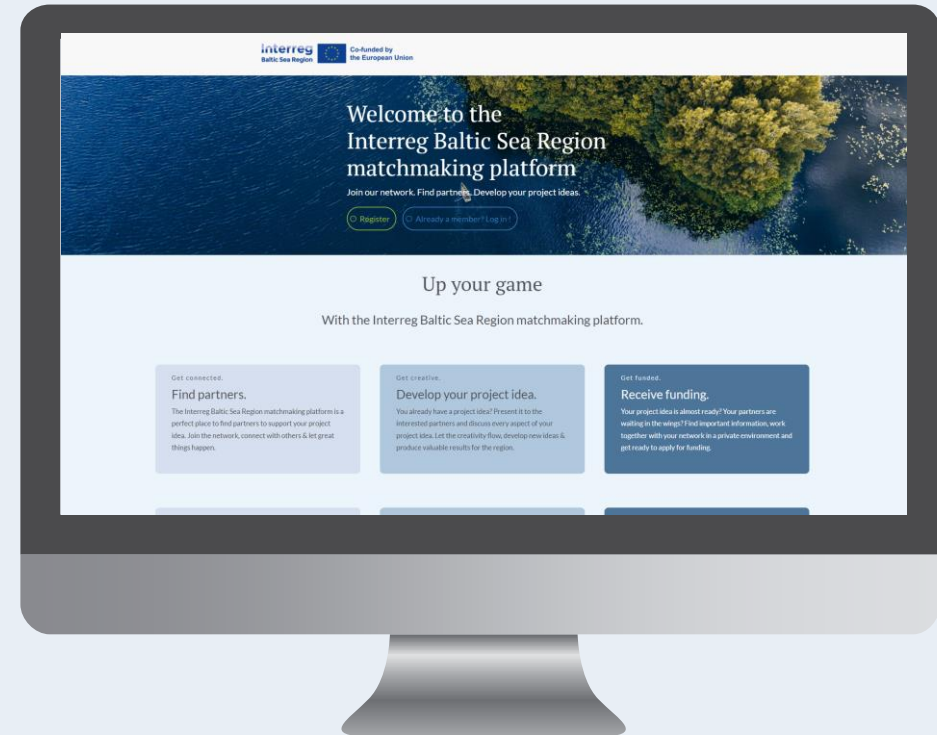 Interreg
Baltic Sea Region
Co-funded by
the European Union
Welcome to the
Interreg Baltic Sea Region
matchmaking platform
Join our network. Find partners. Develop your project ideas.
Register
Already a member? Log in!
Up your game
With the Interreg Baltic Sea Region matchmaking platform.
Get connected.
Find partners.
The Interreg Baltic Sea Region matchmaking platform is a
perfect place to find partners to support your project
idea. Join the network, connect with others & let great
things happen.
Get creative.
Develop your project idea.
You already have a project idea? Present it to the
interested partners and discuss every aspect of your
project idea. Let the creativity flow, develop new ideas &
produce valuable results for the region.
Get funded.
Receive funding.
Your project idea is almost ready? Your partners are
waiting in the wings? Find important information, work
together with your network in a private environment and
get ready to apply for funding.